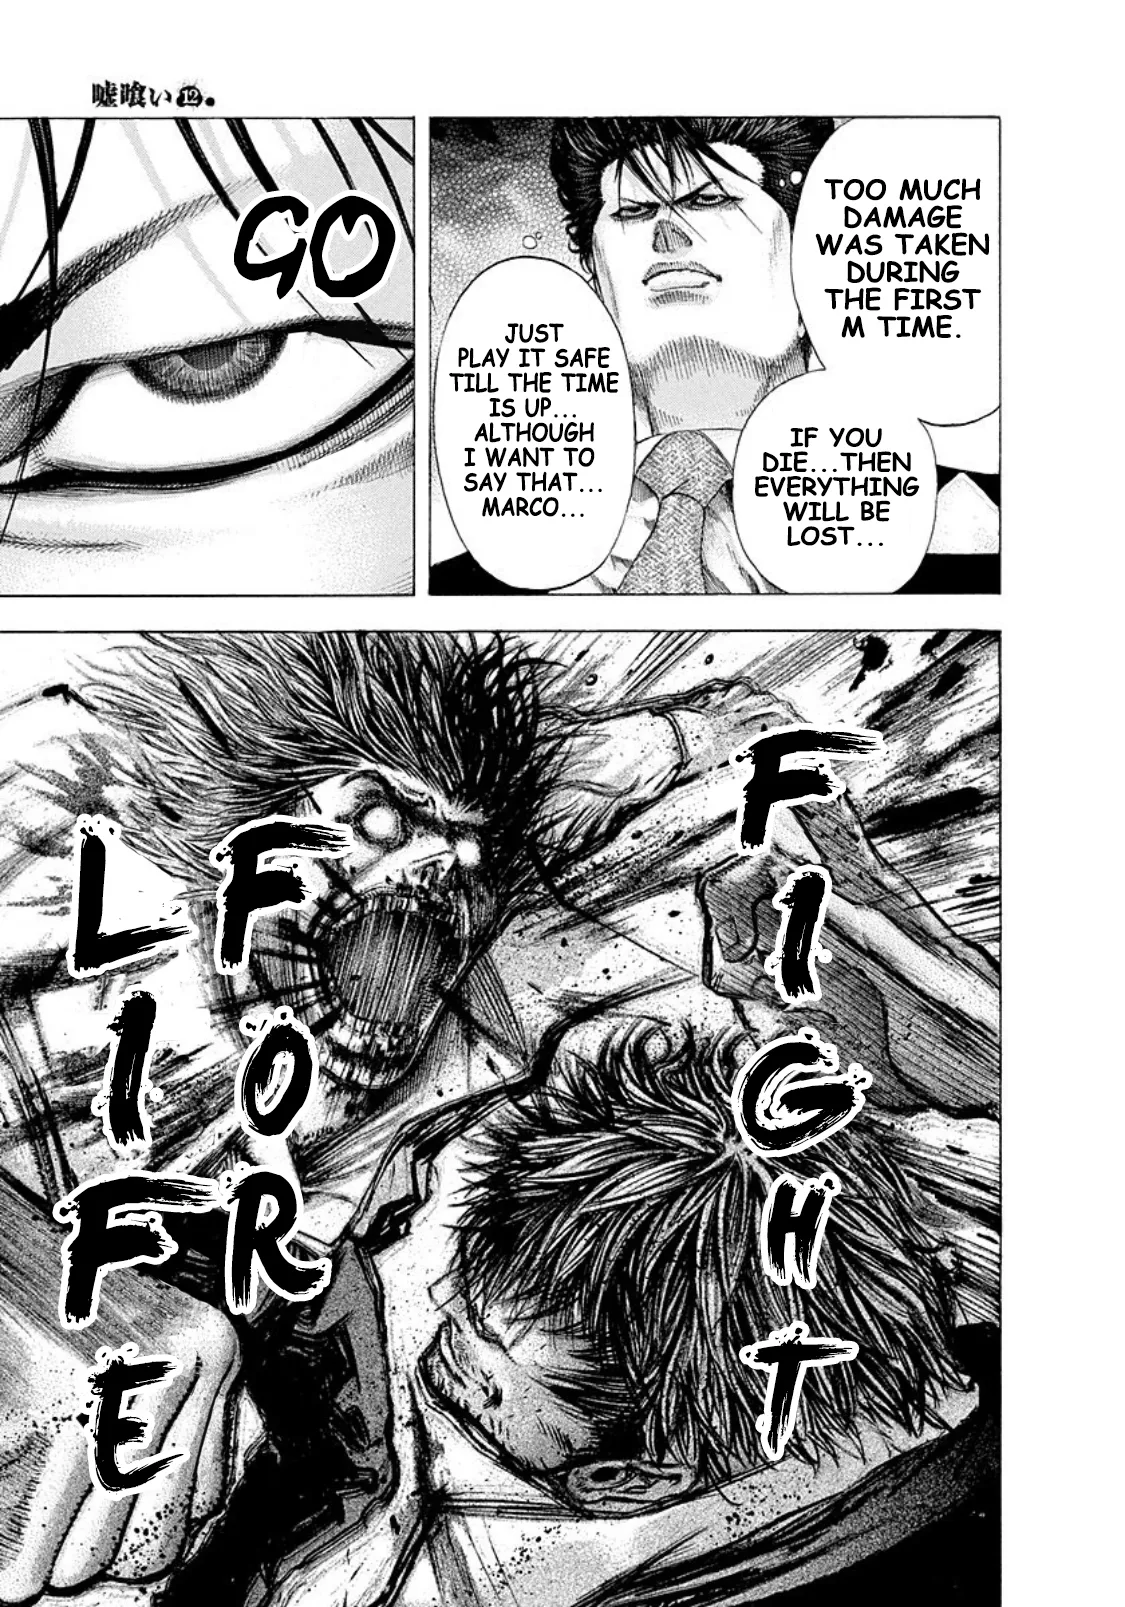 嘘喰い 12
TOO MUCH
DAMAGE
WAS TAKEN
DURING
THE FIRST
M TIME.
IF YOU
DIE...THEN
EVERYTHING
WILL BE
LOST...
JUST
PLAY IT SAFE
TILL THE TIME
IS UP...
ALTHOUGH
I WANT TO
SAY THAT...
MARCO...
GO
FIGHT
FOR
LIFE